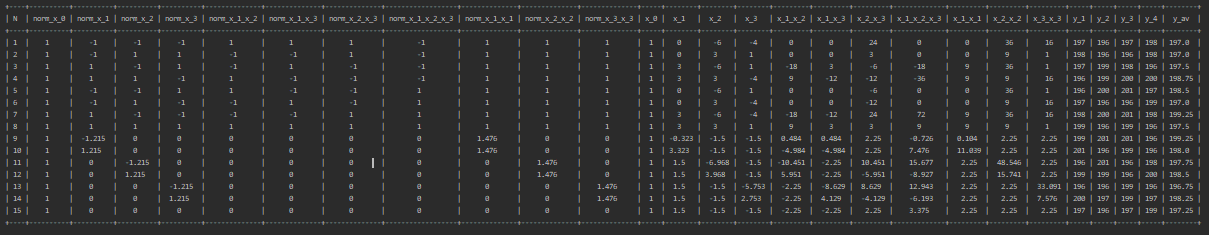 | N | norm_x_0 | norm_x_1 | norm_x_2 | norm_x_3 | norm_x_1_x_2 | norm_x_1_x_3 | norm_x_2_x_3 | norm_x_1_x_2_x_3 | norm_x_1_x_1 | norm_x_2_x_2 | norm_x_3_x_3 | x_0 | x_1 | x_2 | x_3 | x_1_x_2 | x_1_x_3 | x_2_x_3 | x_1_x_2_x_3 | x_1_x_1 | x_2_x_2 | x_3_x_3 | y_1 | y_2 | y_3 | y_4 | y_av |
| 1 | 1 | -1 | -1 | -1 | 1 | 1 | 1 | -1 | 1 | 1 | 1 | 1 | 0 | -6 | -4 | 0 | 0 | 24 | 0 | 0 | 36 | 16 | 197 | 196 | 197 | 198 | 197.0 |
| 2 | 1 | -1 | 1 | 1 | -1 | -1 | 1 | -1 | 1 | 1 | 1 | 1 | 0 | 3 | 1 | 0 | 0 | 3 | 0 | 0 | 9 | 1 | 198 | 196 | 196 | 198 | 197.0 |
| 3 | 1 | 1 | -1 | 1 | -1 | 1 | -1 | -1 | 1 | 1 | 1 | 1 | 3 | -6 | 1 | -18 | 3 | -6 | -18 | 9 | 36 | 1 | 197 | 196 | 199 | 198 | 197.5 |
| 4 | 1 | 1 | 1 | -1 | 1 | -1 | -1 | -1 | 1 | 1 | 1 | 1 | 3 | 3 | -4 | 9 | -12 | -12 | -36 | 9 | 9 | 16 | 196 | 199 | 200 | 200 | 198.75 |
| 5 | 1 | -1 | -1 | 1 | 1 | -1 | -1 | 1 | 1 | 1 | 1 | 1 | 0 | -6 | 1 | 0 | 0 | -6 | 0 | 0 | 36 | 1 | 196 | 200 | 201 | 197 | 198.5 |
| 6 | 1 | -1 | 1 | -1 | -1 | 1 | -1 | 1 | 1 | 1 | 1 | 1 | 0 | 3 | -4 | 0 | 0 | -12 | 0 | 0 | 9 | 16 | 199 | 196 | 196 | 197 | 197.0 |
| 7 | 1 | 1 | -1 | -1 | -1 | -1 | 1 | 1 | 1 | 1 | 1 | 1 | 3 | -6 | -4 | -18 | -12 | 24 | 72 | 9 | 36 | 16 | 197 | 196 | 196 | 199 | 197.0 |
| 8 | 1 | 1 | 1 | 1 | 1 | 1 | 1 | 1 | 1 | 1 | 1 | 1 | 3 | 3 | 1 | 9 | 3 | 3 | 9 | 9 | 9 | 1 | 199 | 196 | 196 | 199 | 197.5 |
| 9 | 1 | -1.215 | 0 | 0 | 0 | 0 | 0 | 0 | 1.476 | 0 | 0 | 1 | -0.323 | -1.5 | -1.5 | 0.484 | 0.484 | 2.25 | -0.726 | 0.104 | 2.25 | 2.25 | 201 | 199 | 196 | 201 | 199.25 |
| 10 | 1 | 1.215 | 0 | 0 | 0 | 0 | 0 | 0 | 1.476 | 0 | 0 | 1 | 3.323 | -1.5 | -1.5 | -4.984 | -4.984 | 2.25 | 7.476 | 11.039 | 2.25 | 2.25 | 201 | 196 | 199 | 196 | 198.0 |
| 11 | 1 | 0 | -1.215 | 0 | 0 | 0 | 0 | 0 | 0 | 1.476 | 0 | 1 | 1.5 | -6.968 | -1.5 | -10.451 | -2.25 | 10.451 | 15.677 | 2.25 | 48.546 | 2.25 | 196 | 201 | 196 | 198 | 197.75 |
| 12 | 1 | 0 | 1.215 | 0 | 0 | 0 | 0 | 0 | 0 | 1.476 | 0 | 1 | 1.5 | 3.968 | -1.5 | 5.951 | -2.25 | -5.951 | -8.927 | 2.25 | 15.741 | 2.25 | 199 | 199 | 196 | 200 | 198.5 |
| 13 | 1 | 0 | 0 | -1.215 | 0 | 0 | 0 | 0 | 0 | 0 | 1.476 | 1 | 1.5 | -1.5 | -5.753 | -2.25 | -8.629 | 8.629 | 12.943 | 2.25 | 2.25 | 33.091 | 199 | 196 | 196 | 196 | 196.75 |
| 14 | 1 | 0 | 0 | 1.215 | 0 | 0 | 0 | 0 | 0 | 0 | 1.476 | 1 | 1.5 | -1.5 | 2.753 | -2.25 | 4.129 | -4.129 | -6.193 | 2.25 | 2.25 | 7.576 | 200 | 197 | 197 | 199 | 198.25 |
| 15 | 1 | 0 | 0 | 0 | 0 | 0 | 0 | 0 | 0 | 0 | 0 | 1 | 1.5 | -1.5 | -1.5 | -2.25 | -2.25 | 2.25 | 3.375 | 2.25 | 2.25 | 2.25 | 197 | 196 | 197 | 199 | 197.25 |